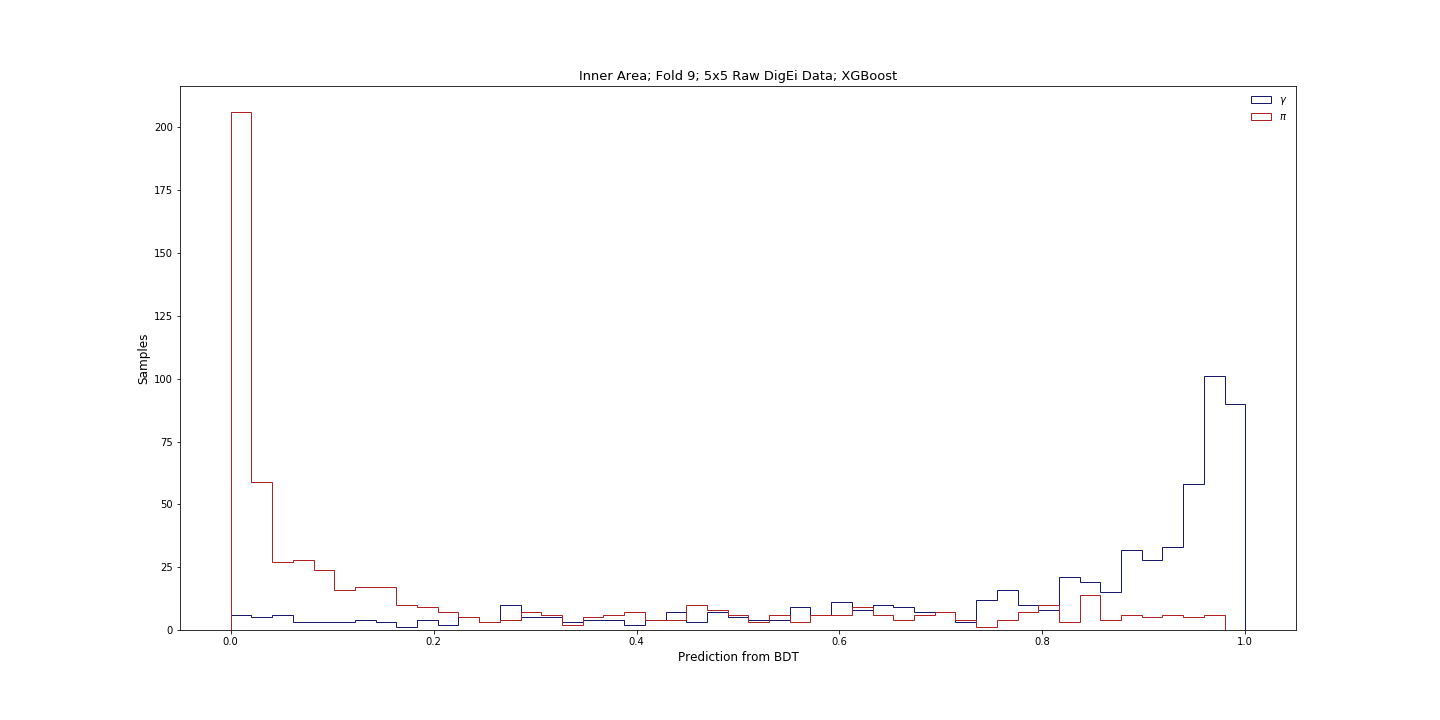 Inner Area; Fold 9; 5x5 Raw DigEi Data; XGBoost
γ
π
200
175
150
125
100
75
50
25
0
Samples
0.0 0.2 0.4 0.6 0.8 1.0
Prediction from BDT